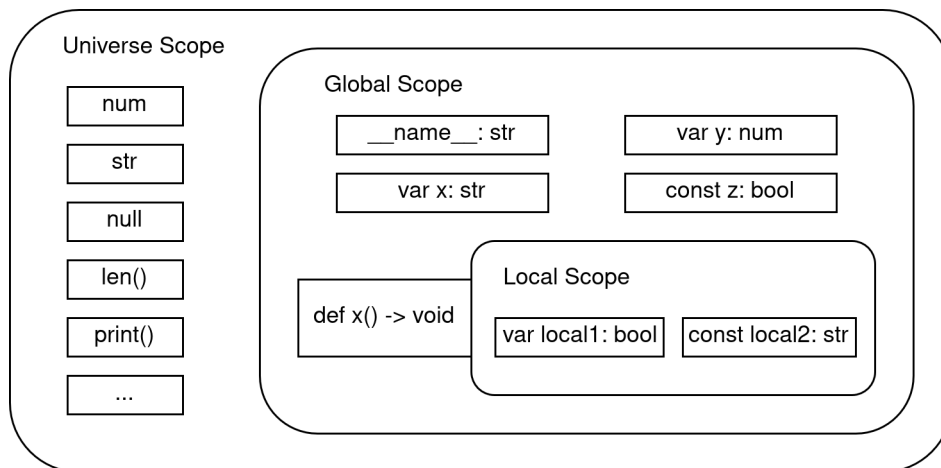 Universe Scope
num
str
null
len()
print()
...
Global Scope
__name__: str
var y: num
var x: str
const z: bool
def x() -> void
Local Scope
var local1: bool
const local2: str